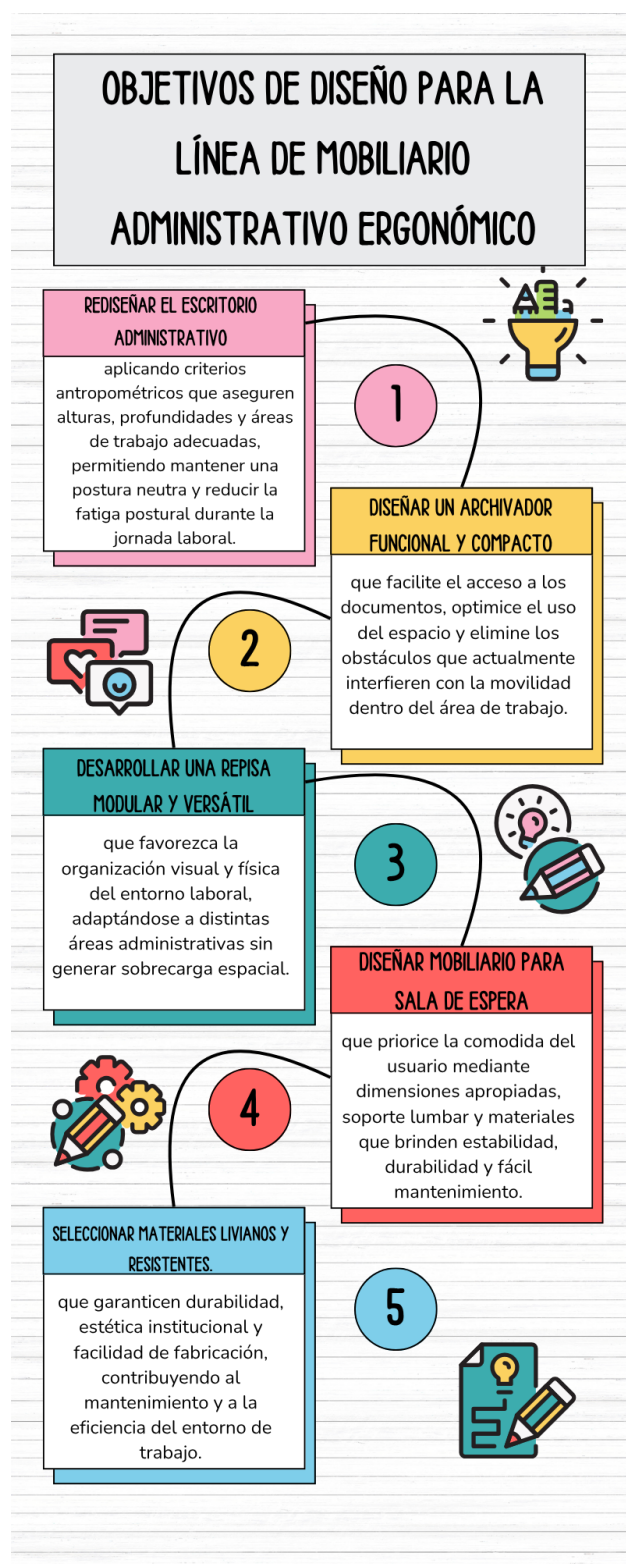 OBJETIVOS DE DISEÑO PARA LA
LÍNEA DE MOBILIARIO
ADMINISTRATIVO ERGONÓMICO
REDISEÑAR EL ESCRITORIO
ADMINISTRATIVO
aplicando criterios
antropométricos que aseguren
alturas, profundidades y áreas
de trabajo adecuadas,
permitiendo mantener una
postura neutra y reducir la
fatiga postural durante la
jornada laboral.
1
DISEÑAR UN ARCHIVADOR
FUNCIONAL Y COMPACTO
que facilite el acceso a los
documentos, optimice el uso
del espacio y elimine los
obstáculos que actualmente
interfieren con la movilidad
dentro del área de trabajo.
2
DESARROLLAR UNA REPISA
MODULAR Y VERSÁTIL
que favorezca la
organización visual y física
del entorno laboral,
adaptándose a distintas
áreas administrativas sin
generar sobrecarga espacial.
3
DISEÑAR MOBILIARIO PARA
SALA DE ESPERA
que priorice la comodida del
usuario mediante
dimensiones apropiadas,
soporte lumbar y materiales
que brinden estabilidad,
durabilidad y fácil
mantenimiento.
4
SELECCIONAR MATERIALES LIVIANOS Y
RESISTENTES.
que garanticen durabilidad,
estética institucional y
facilidad de fabricación,
contribuyendo al
mantenimiento y a la
eficiencia del entorno de
trabajo.
5